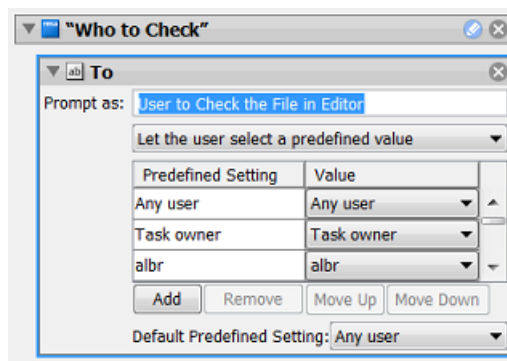 “Who to Check”
ab To
Prompt as: User to Check the File in Editor
Let the user select a predefined value
Predefined Setting Value
Any user Any user
Task owner Task owner
albr albr
Add Remove Move Up Move Down
Default Predefined Setting: Any user